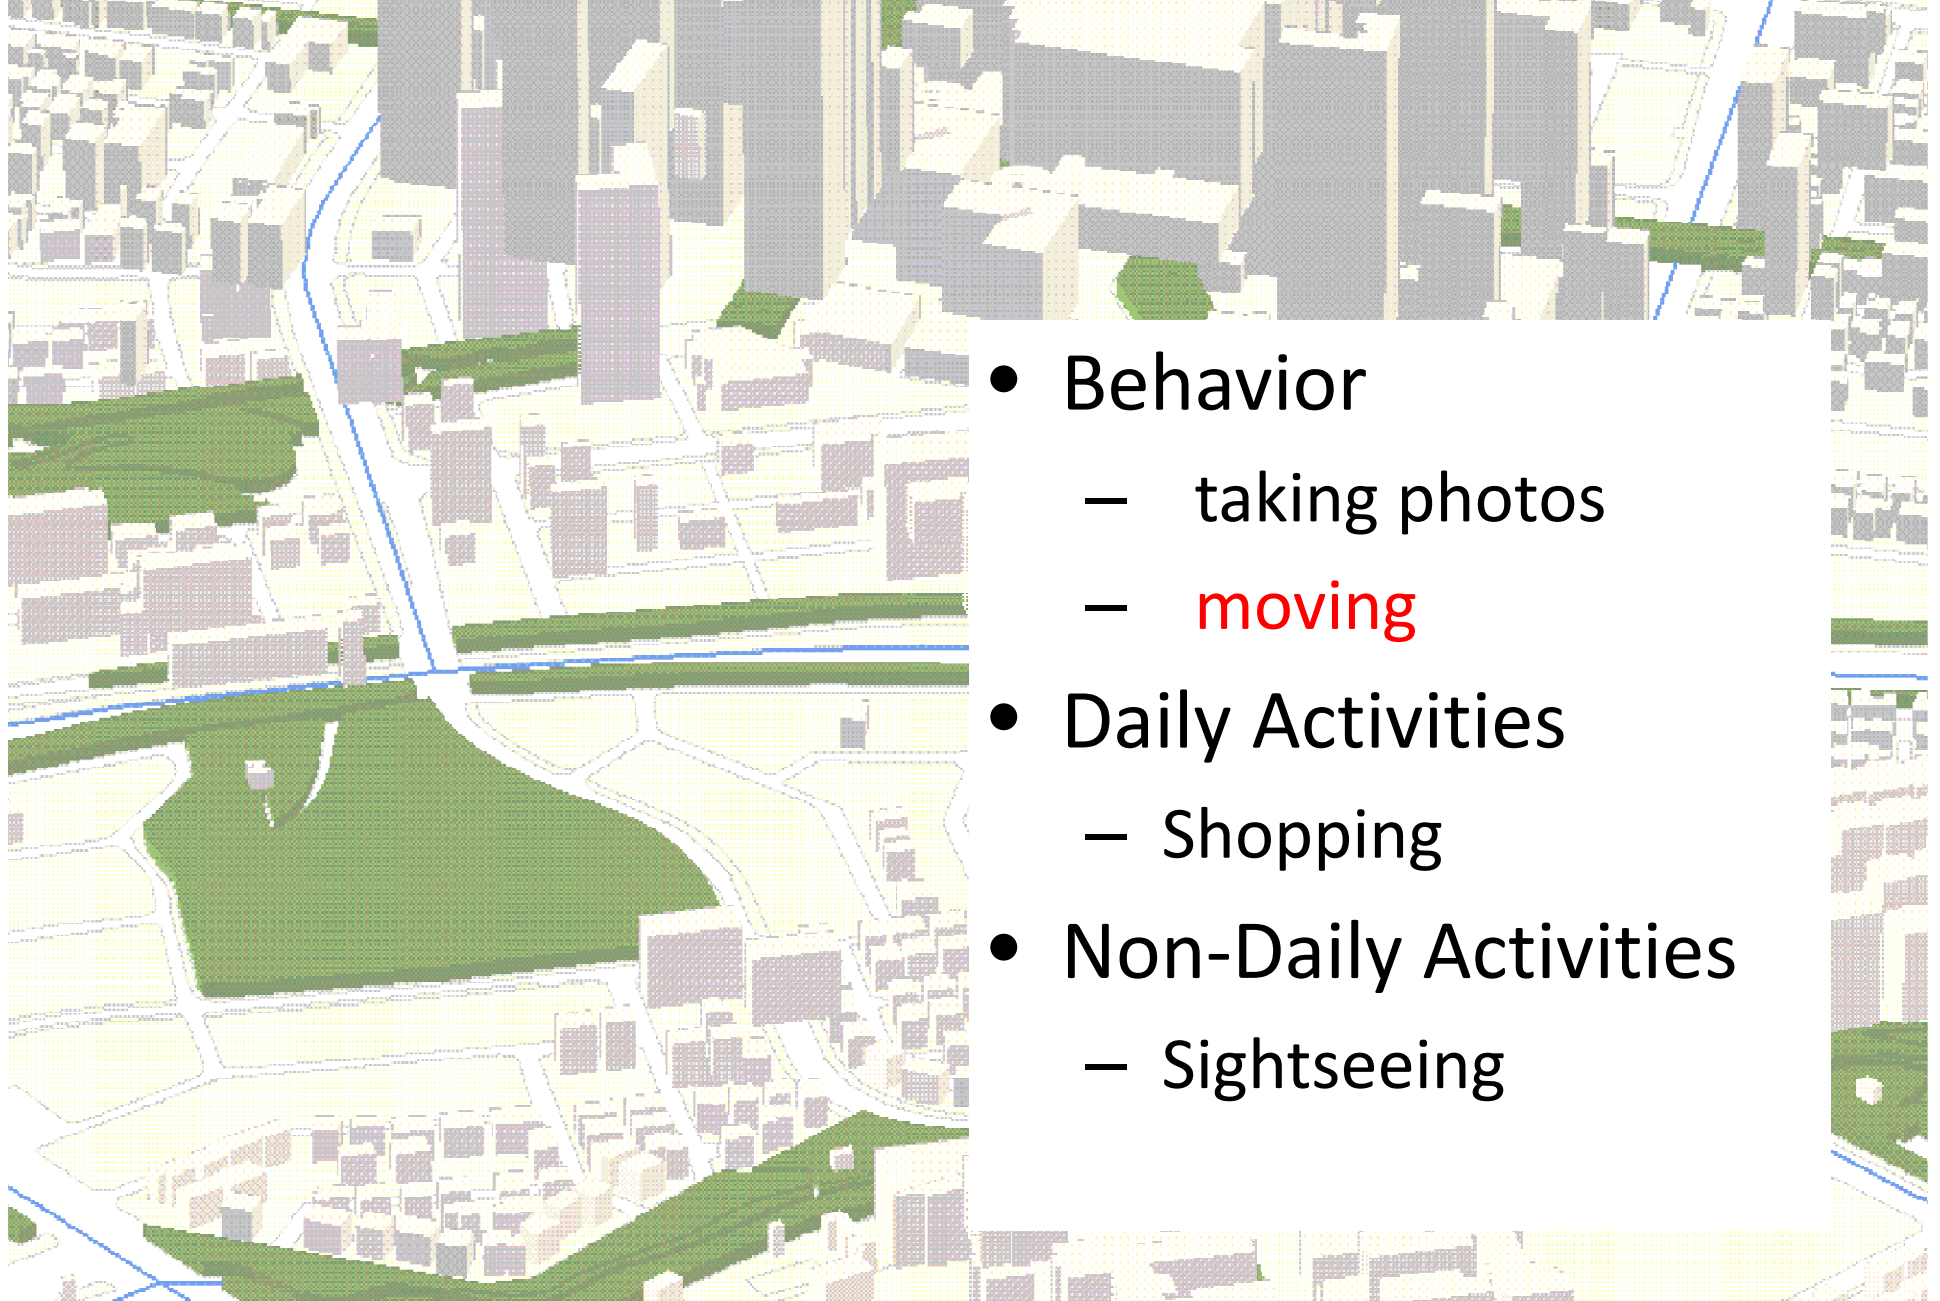 • Behavior
– taking photos
– moving
• Daily Activities
– Shopping
• Non-Daily Activities
– Sightseeing